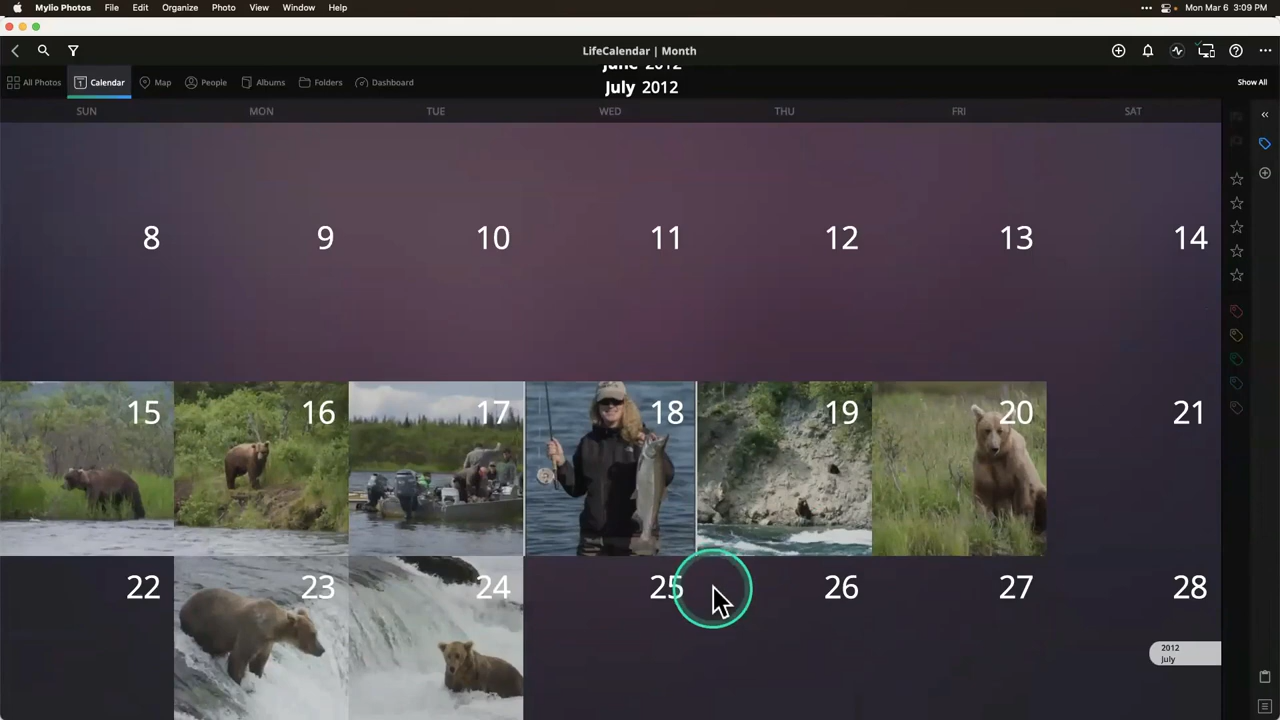 Mylio Photos File Edit Organize Photo View Window Help ••• Mon Mar 6 3:09 PM
LifeCalendar | Month
June 2012
All Photos Calendar Map People Albums Folders Dashboard July 2012 Show All
SUN MON TUE WED THU FRI SAT
8 9 10 11 12 13 14
15 16 17 18 19 20 21
22 23 24 25 26 27 28
2012
July